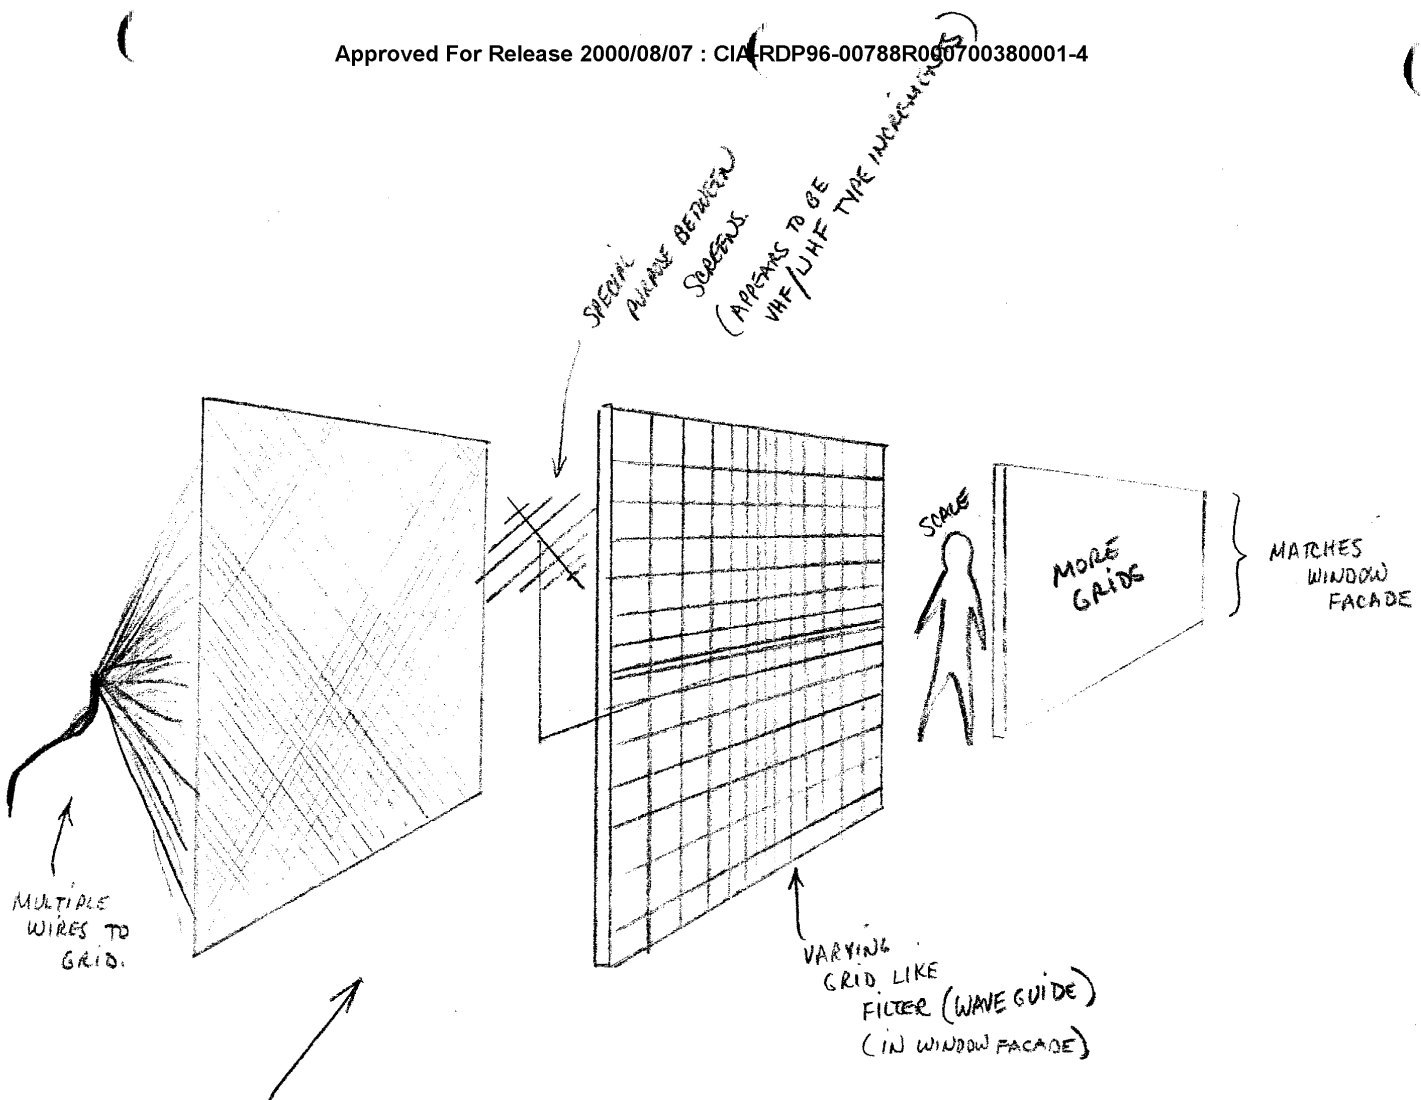 Approved For Release 2000/08/07 : CIA-RDP96-00788R000700380001-4
SPECIAL
PURPOSE BETWEEN
SCREENS.
(APPEARS TO BE
VHF/UHF TYPE INCREMENTS)
SCALE
MORE
GRIDS
MATCHES
WINDOW
FACADE
MULTIPLE
WIRES TO
GRID.
VARYING
GRID LIKE
FILTER (WAVE GUIDE)
(IN WINDOW FACADE)